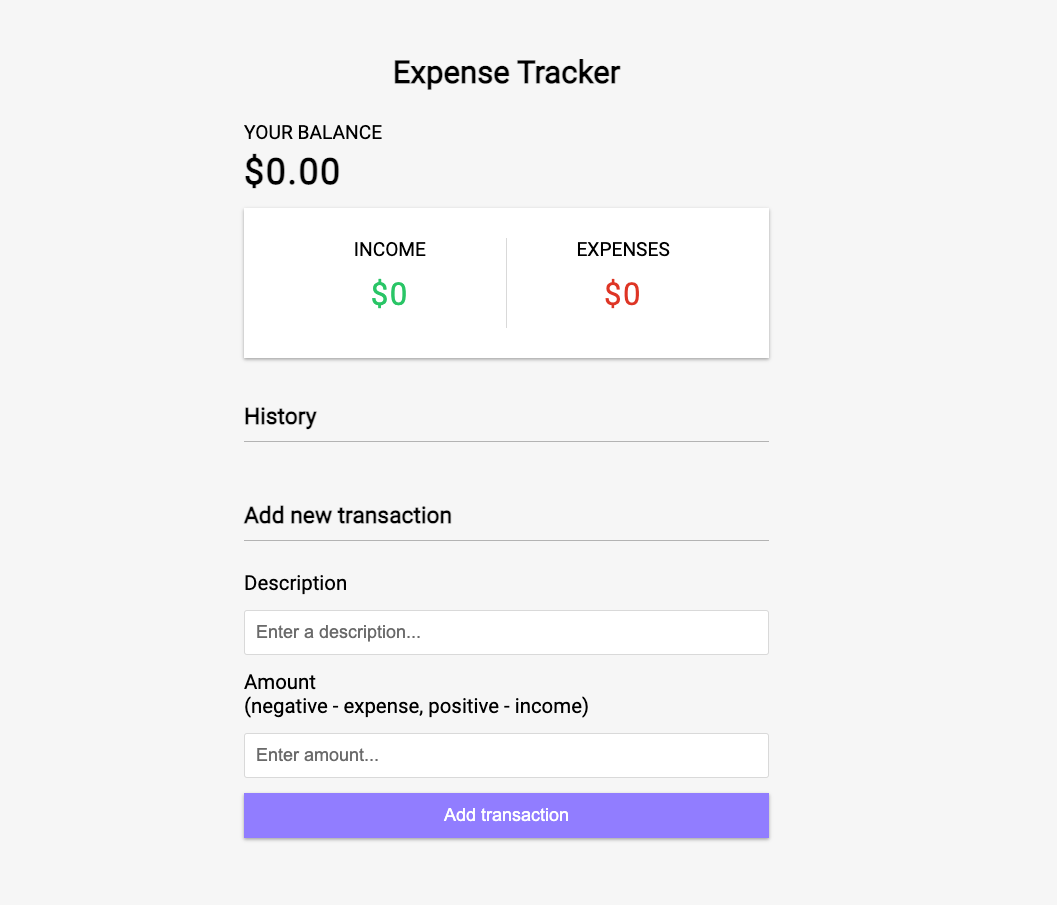 Expense Tracker
YOUR BALANCE
$0.00
INCOME
$0
EXPENSES
$0
History
Add new transaction
Description
Enter a description...
Amount
(negative - expense, positive - income)
Enter amount...
Add transaction